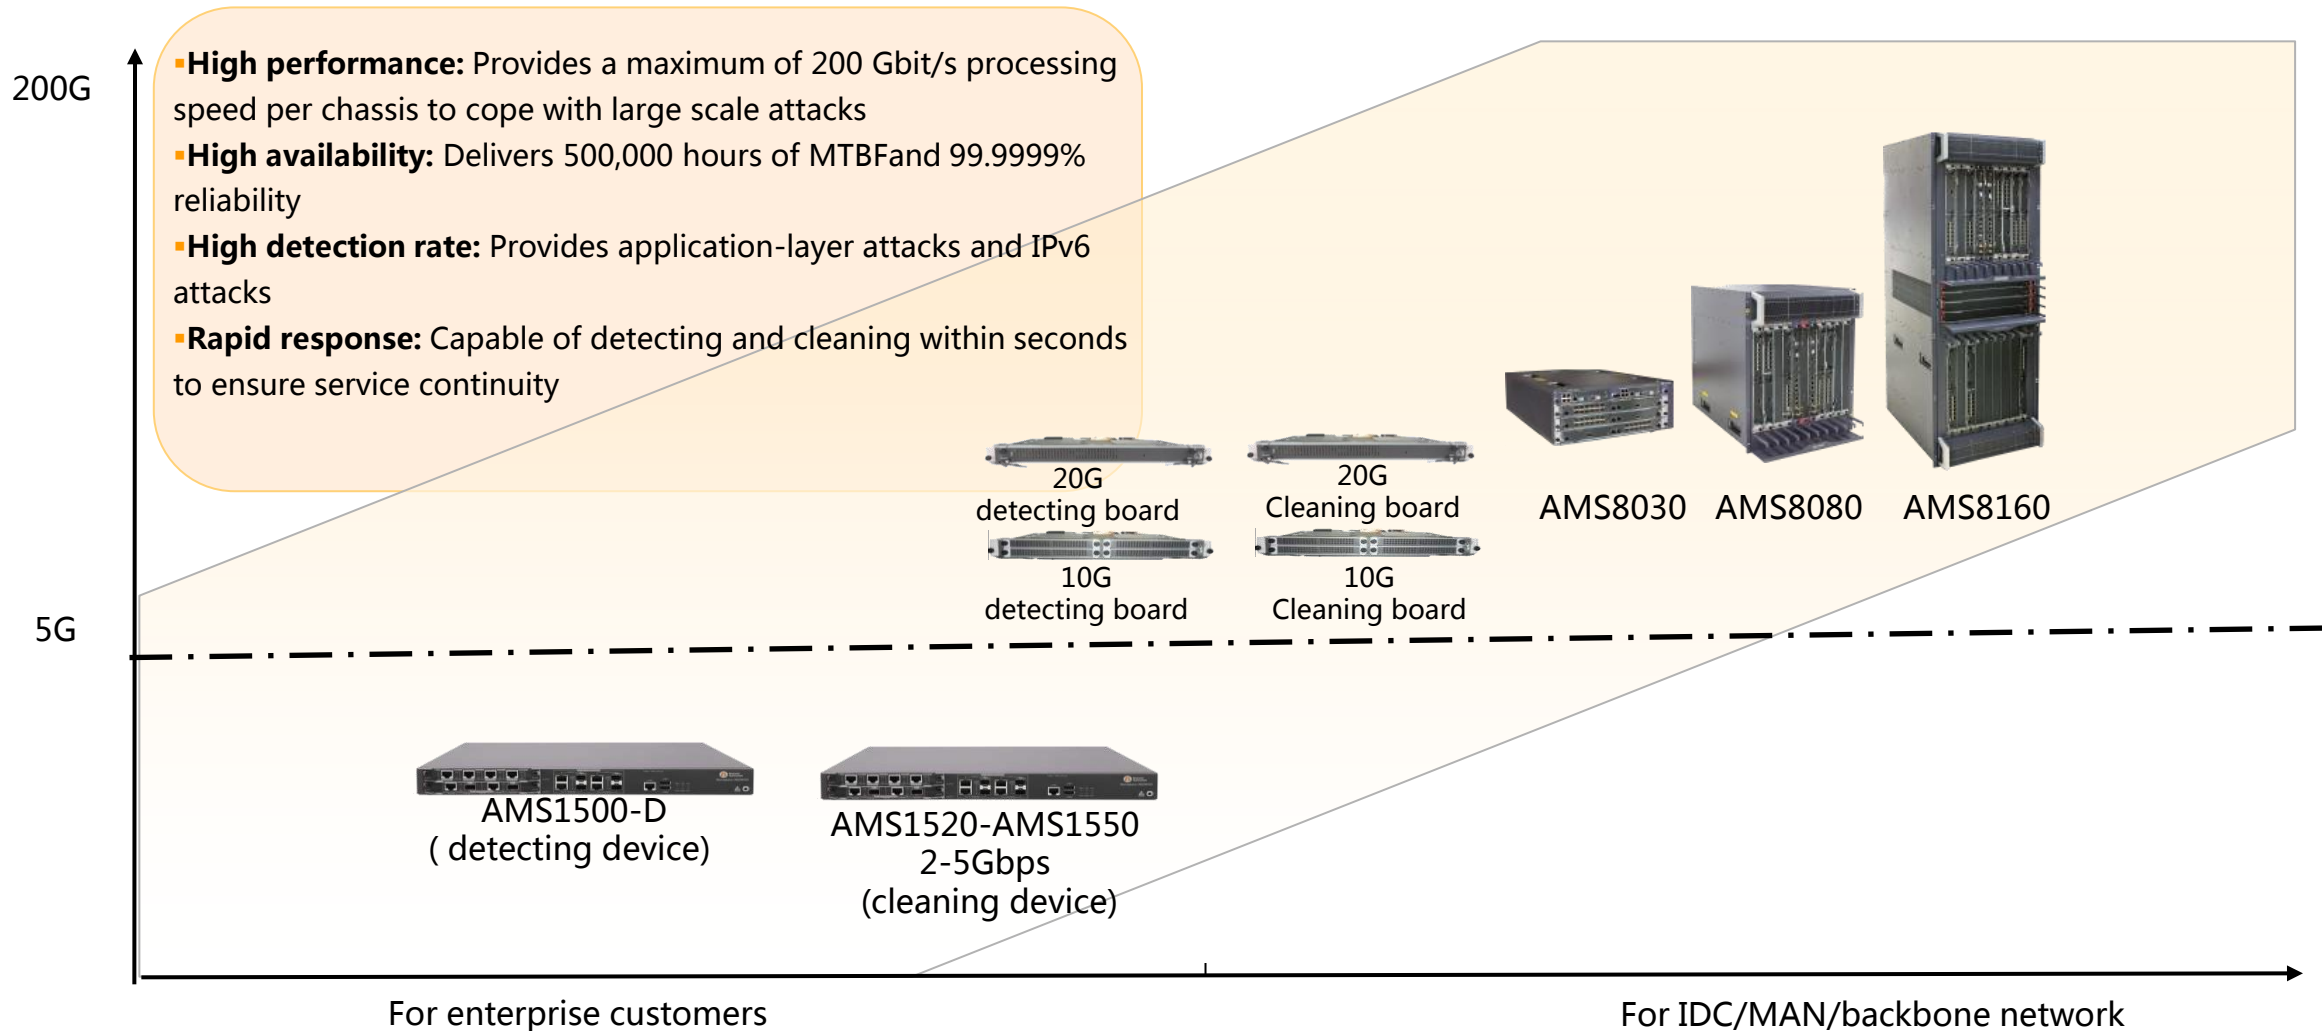 200G
▪High performance: Provides a maximum of 200 Gbit/s processing
speed per chassis to cope with large scale attacks
▪High availability: Delivers 500,000 hours of MTBFand 99.9999%
reliability
▪High detection rate: Provides application-layer attacks and IPv6
attacks
▪Rapid response: Capable of detecting and cleaning within seconds
to ensure service continuity
20G
detecting board
20G
Cleaning board
10G
detecting board
10G
Cleaning board
AMS8030
AMS8080
AMS8160
5G
AMS1500-D
( detecting device)
AMS1520-AMS1550
2-5Gbps
(cleaning device)
For enterprise customers
For IDC/MAN/backbone network